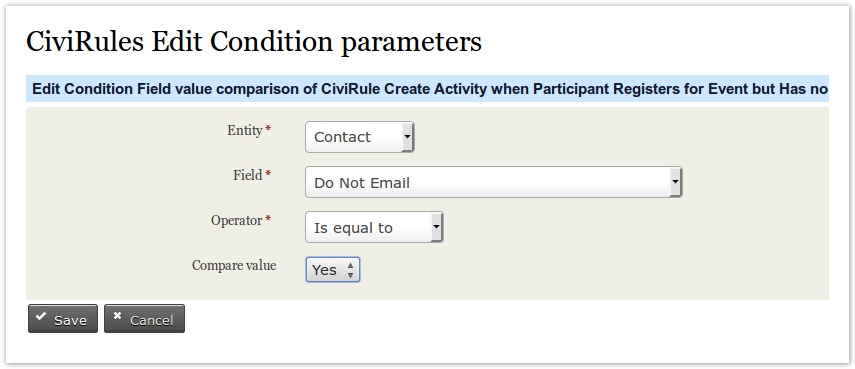 CiviRules Edit Condition parameters
Edit Condition Field value comparison of CiviRule Create Activity when Participant Registers for Event but Has no
Entity * Contact
Field * Do Not Email
Operator * Is equal to
Compare value Yes
Save Cancel